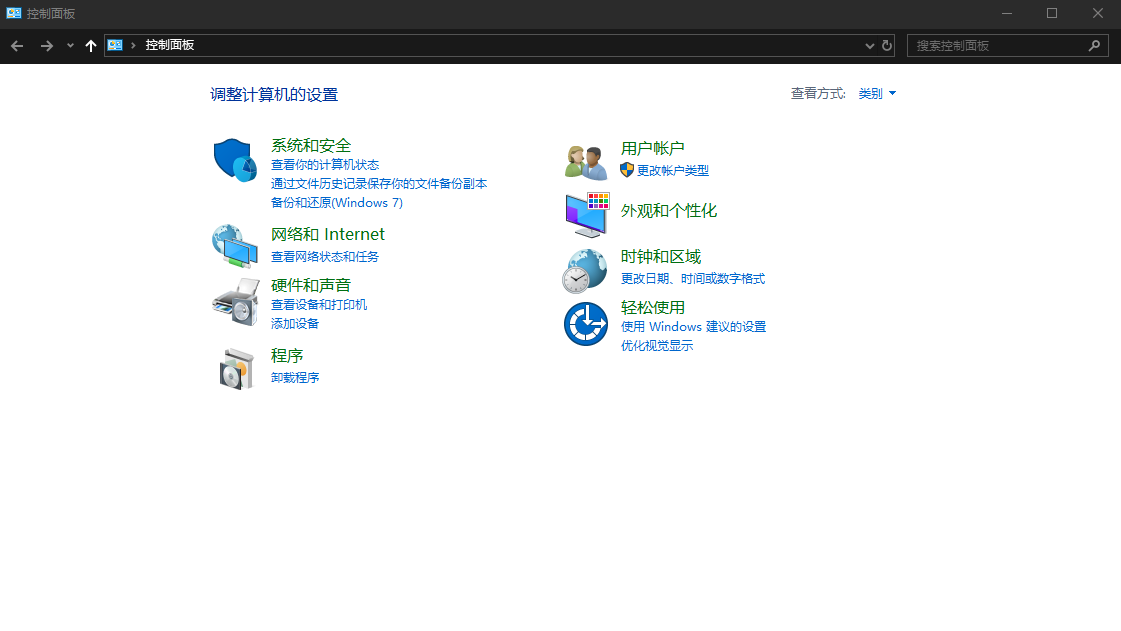 控制面板
控制面板
搜索控制面板
调整计算机的设置
查看方式: 类别
系统和安全
查看你的计算机状态
通过文件历史记录保存你的文件备份副本
备份和还原(Windows 7)
网络和 Internet
查看网络状态和任务
硬件和声音
查看设备和打印机
添加设备
程序
卸载程序
用户帐户
更改帐户类型
外观和个性化
时钟和区域
更改日期、时间或数字格式
轻松使用
使用 Windows 建议的设置
优化视觉显示